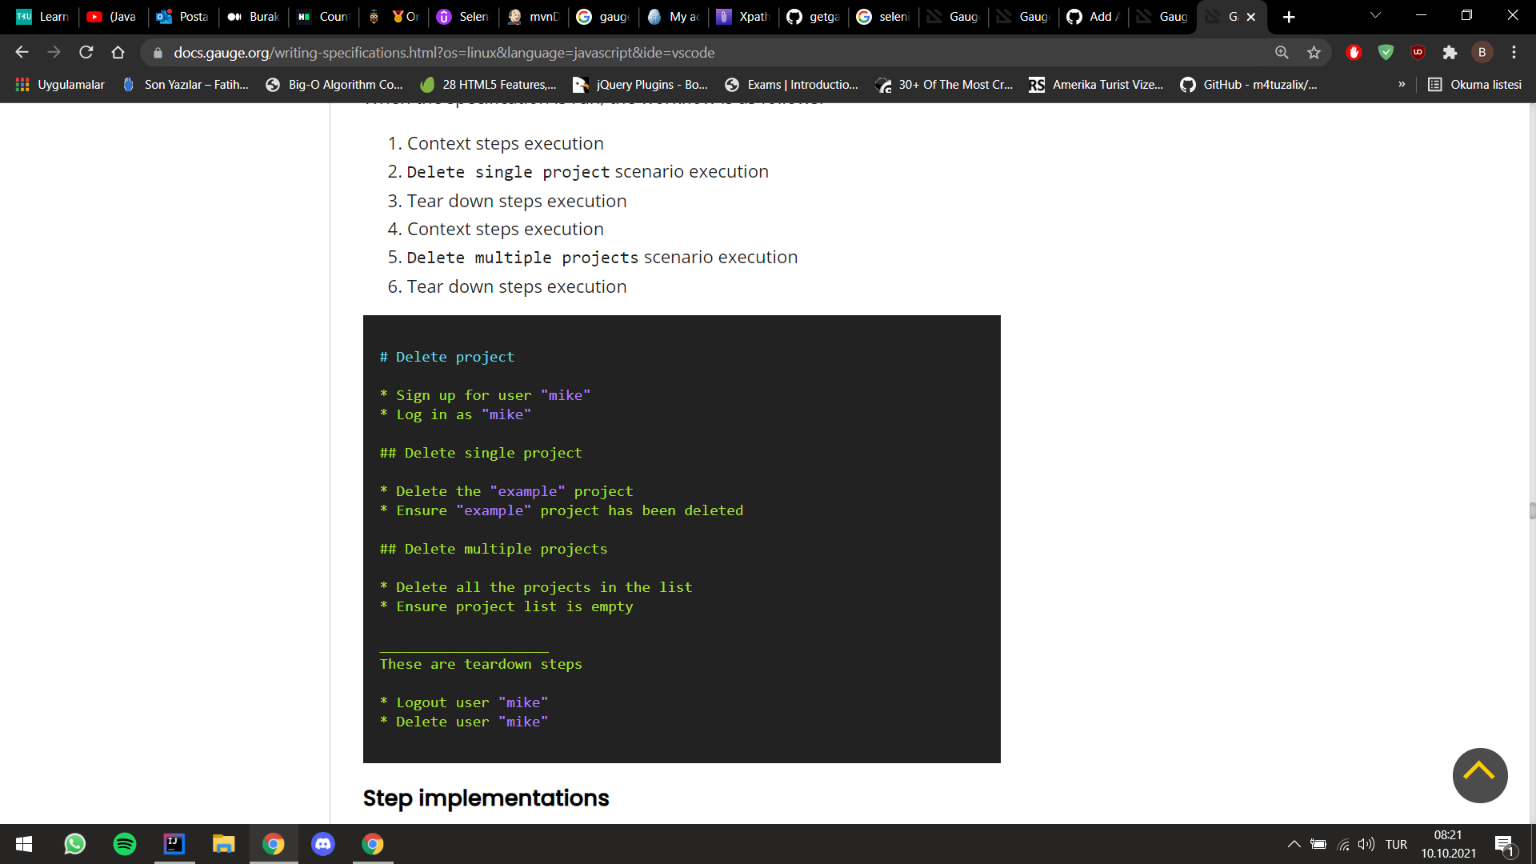 Learn
(Java
Posta
Burak
Coun
Or
Selen
mvnD
gaug
My ac
Xpath
getga
selen
Gaug
Gaug
Add
Gaug
G
docs.gauge.org/writing-specifications.html?os=linux&language=javascript&ide=vscode
B
Uygulamalar
Son Yazılar – Fatih...
Big-O Algorithm Co...
28 HTML5 Features,...
jQuery Plugins - Bo...
Exams | Introductio...
30+ Of The Most Cr...
RS
Amerika Turist Vize...
GitHub - m4tuzalix/...
»
Okuma listesi
1. Context steps execution
2. Delete single project scenario execution
3. Tear down steps execution
4. Context steps execution
5. Delete multiple projects scenario execution
6. Tear down steps execution
# Delete project
* Sign up for user "mike"
* Log in as "mike"
## Delete single project
* Delete the "example" project
* Ensure "example" project has been deleted
## Delete multiple projects
* Delete all the projects in the list
* Ensure project list is empty
____________________
These are teardown steps
* Logout user "mike"
* Delete user "mike"
Step implementations
IJ
TUR
08:21
10.10.2021
1